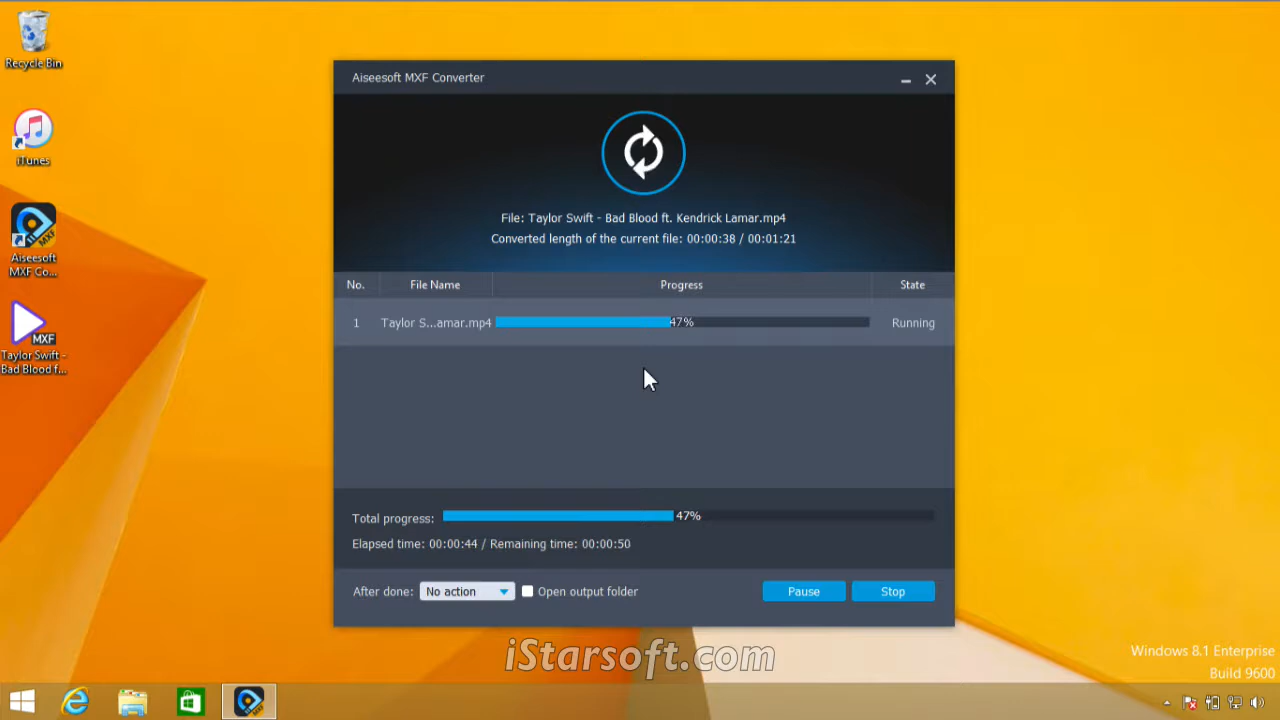 Recycle Bin
iTunes
MXF
Aiseesoft
MXF Co...
MXF
Taylor Swift -
Bad Blood f...
Aiseesoft MXF Converter
File: Taylor Swift - Bad Blood ft. Kendrick Lamar.mp4
Converted length of the current file: 00:00:38 / 00:01:21
No. File Name Progress State
1 Taylor S...amar.mp4 47% Running
Total progress: 47%
Elapsed time: 00:00:44 / Remaining time: 00:00:50
After done: No action Open output folder Pause Stop
iStarsoft.com
Windows 8.1 Enterprise
Build 9600